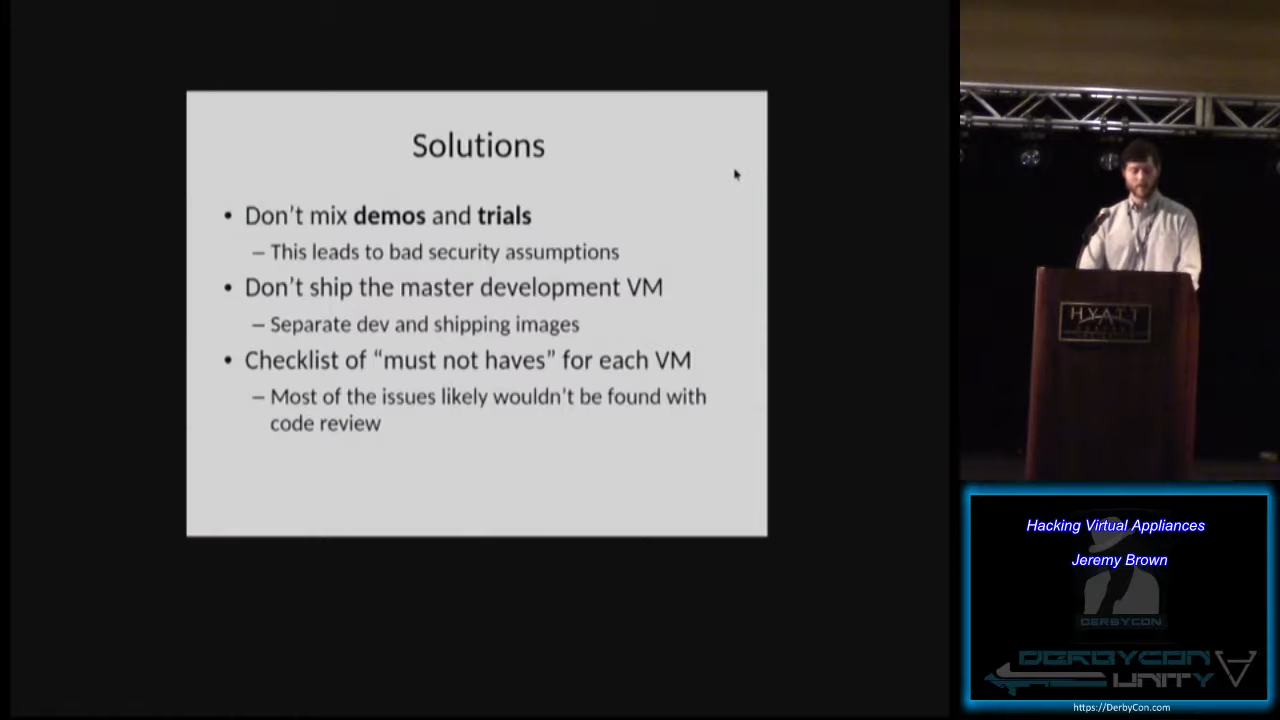 Solutions
• Don't mix demos and trials
– This leads to bad security assumptions
• Don't ship the master development VM
– Separate dev and shipping images
• Checklist of “must not haves” for each VM
– Most of the issues likely wouldn't be found with
code review
HYATT
Hacking Virtual Appliances
Jeremy Brown
DERBYCON
DERBYCON
UNITY
https://DerbyCon.com